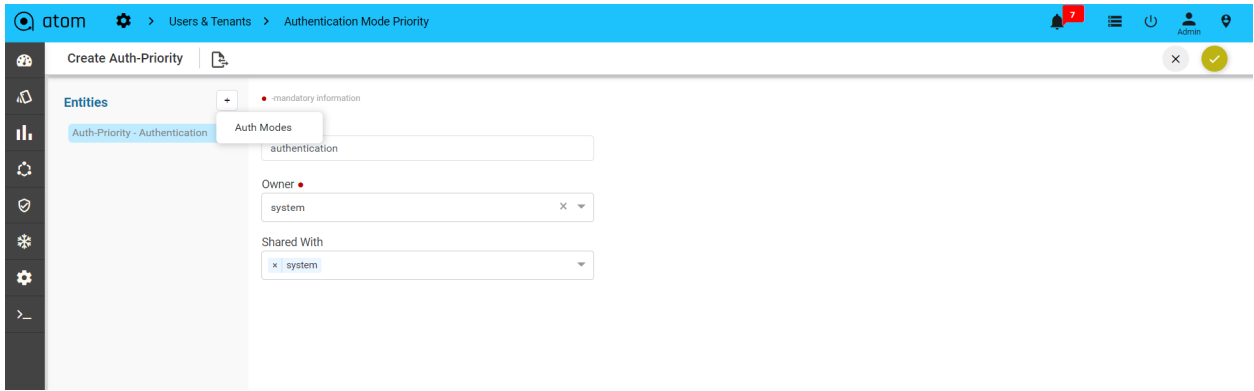 atom > Users & Tenants > Authentication Mode Priority 7 Admin
Create Auth-Priority
Entities + -mandatory information
Auth Modes
Auth-Priority - Authentication
authentication
Owner
system
Shared With
× system